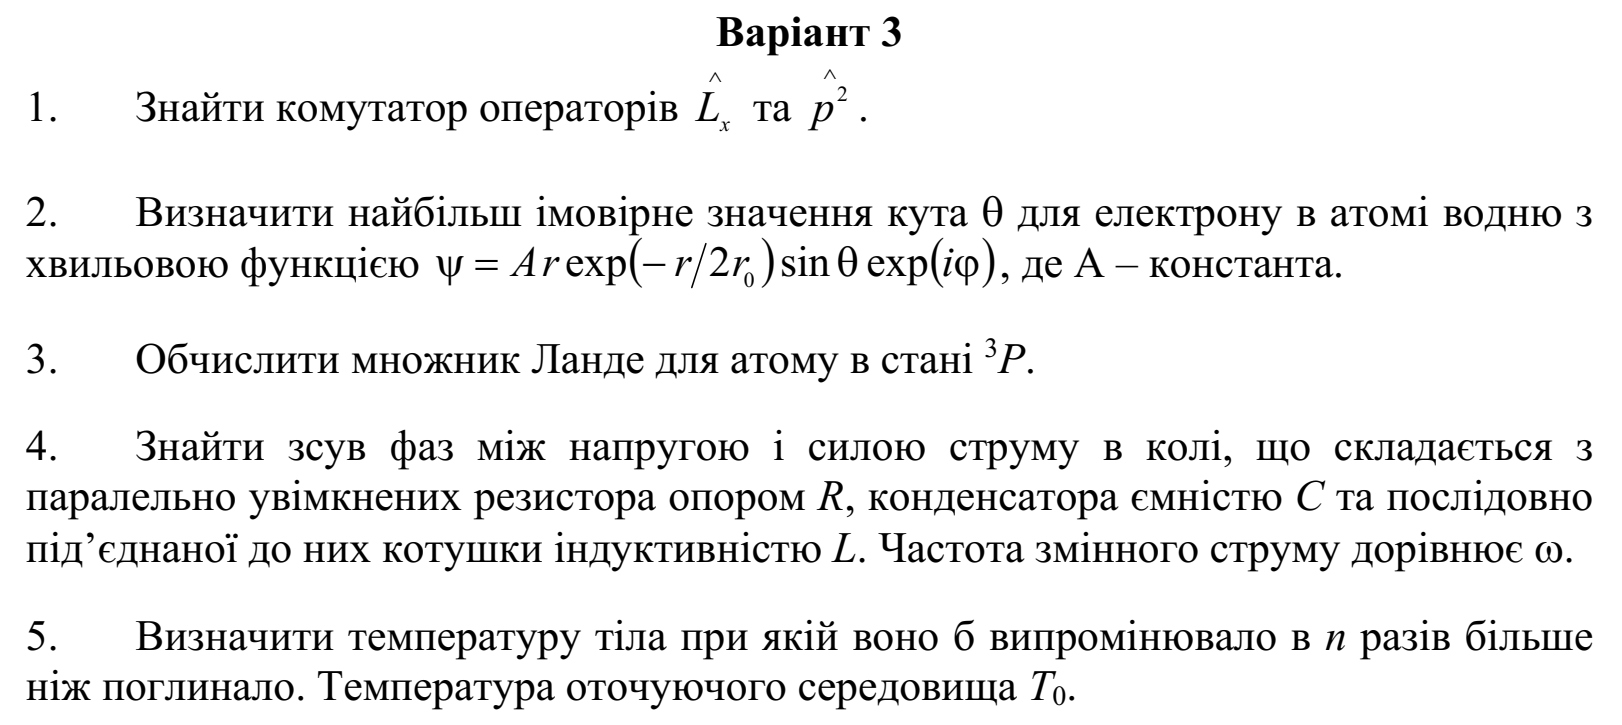 Варіант 3
1. Знайти комутатор операторів $\hat{L}_x$ та $\hat{p}^2$ .
2. Визначити найбільш імовірне значення кута θ для електрону в атомі водню з
хвильовою функцією $\psi = A r \exp(-r/2r_0) \sin\theta \exp(i\varphi)$, де А – константа.
3. Обчислити множник Ланде для атому в стані $^3P$.
4. Знайти зсув фаз між напругою і силою струму в колі, що складається з
паралельно увімкнених резистора опором R, конденсатора ємністю C та послідовно
під’єднаної до них котушки індуктивністю L. Частота змінного струму дорівнює ω.
5. Визначити температуру тіла при якій воно б випромінювало в n разів більше
ніж поглинало. Температура оточуючого середовища $T_0$.